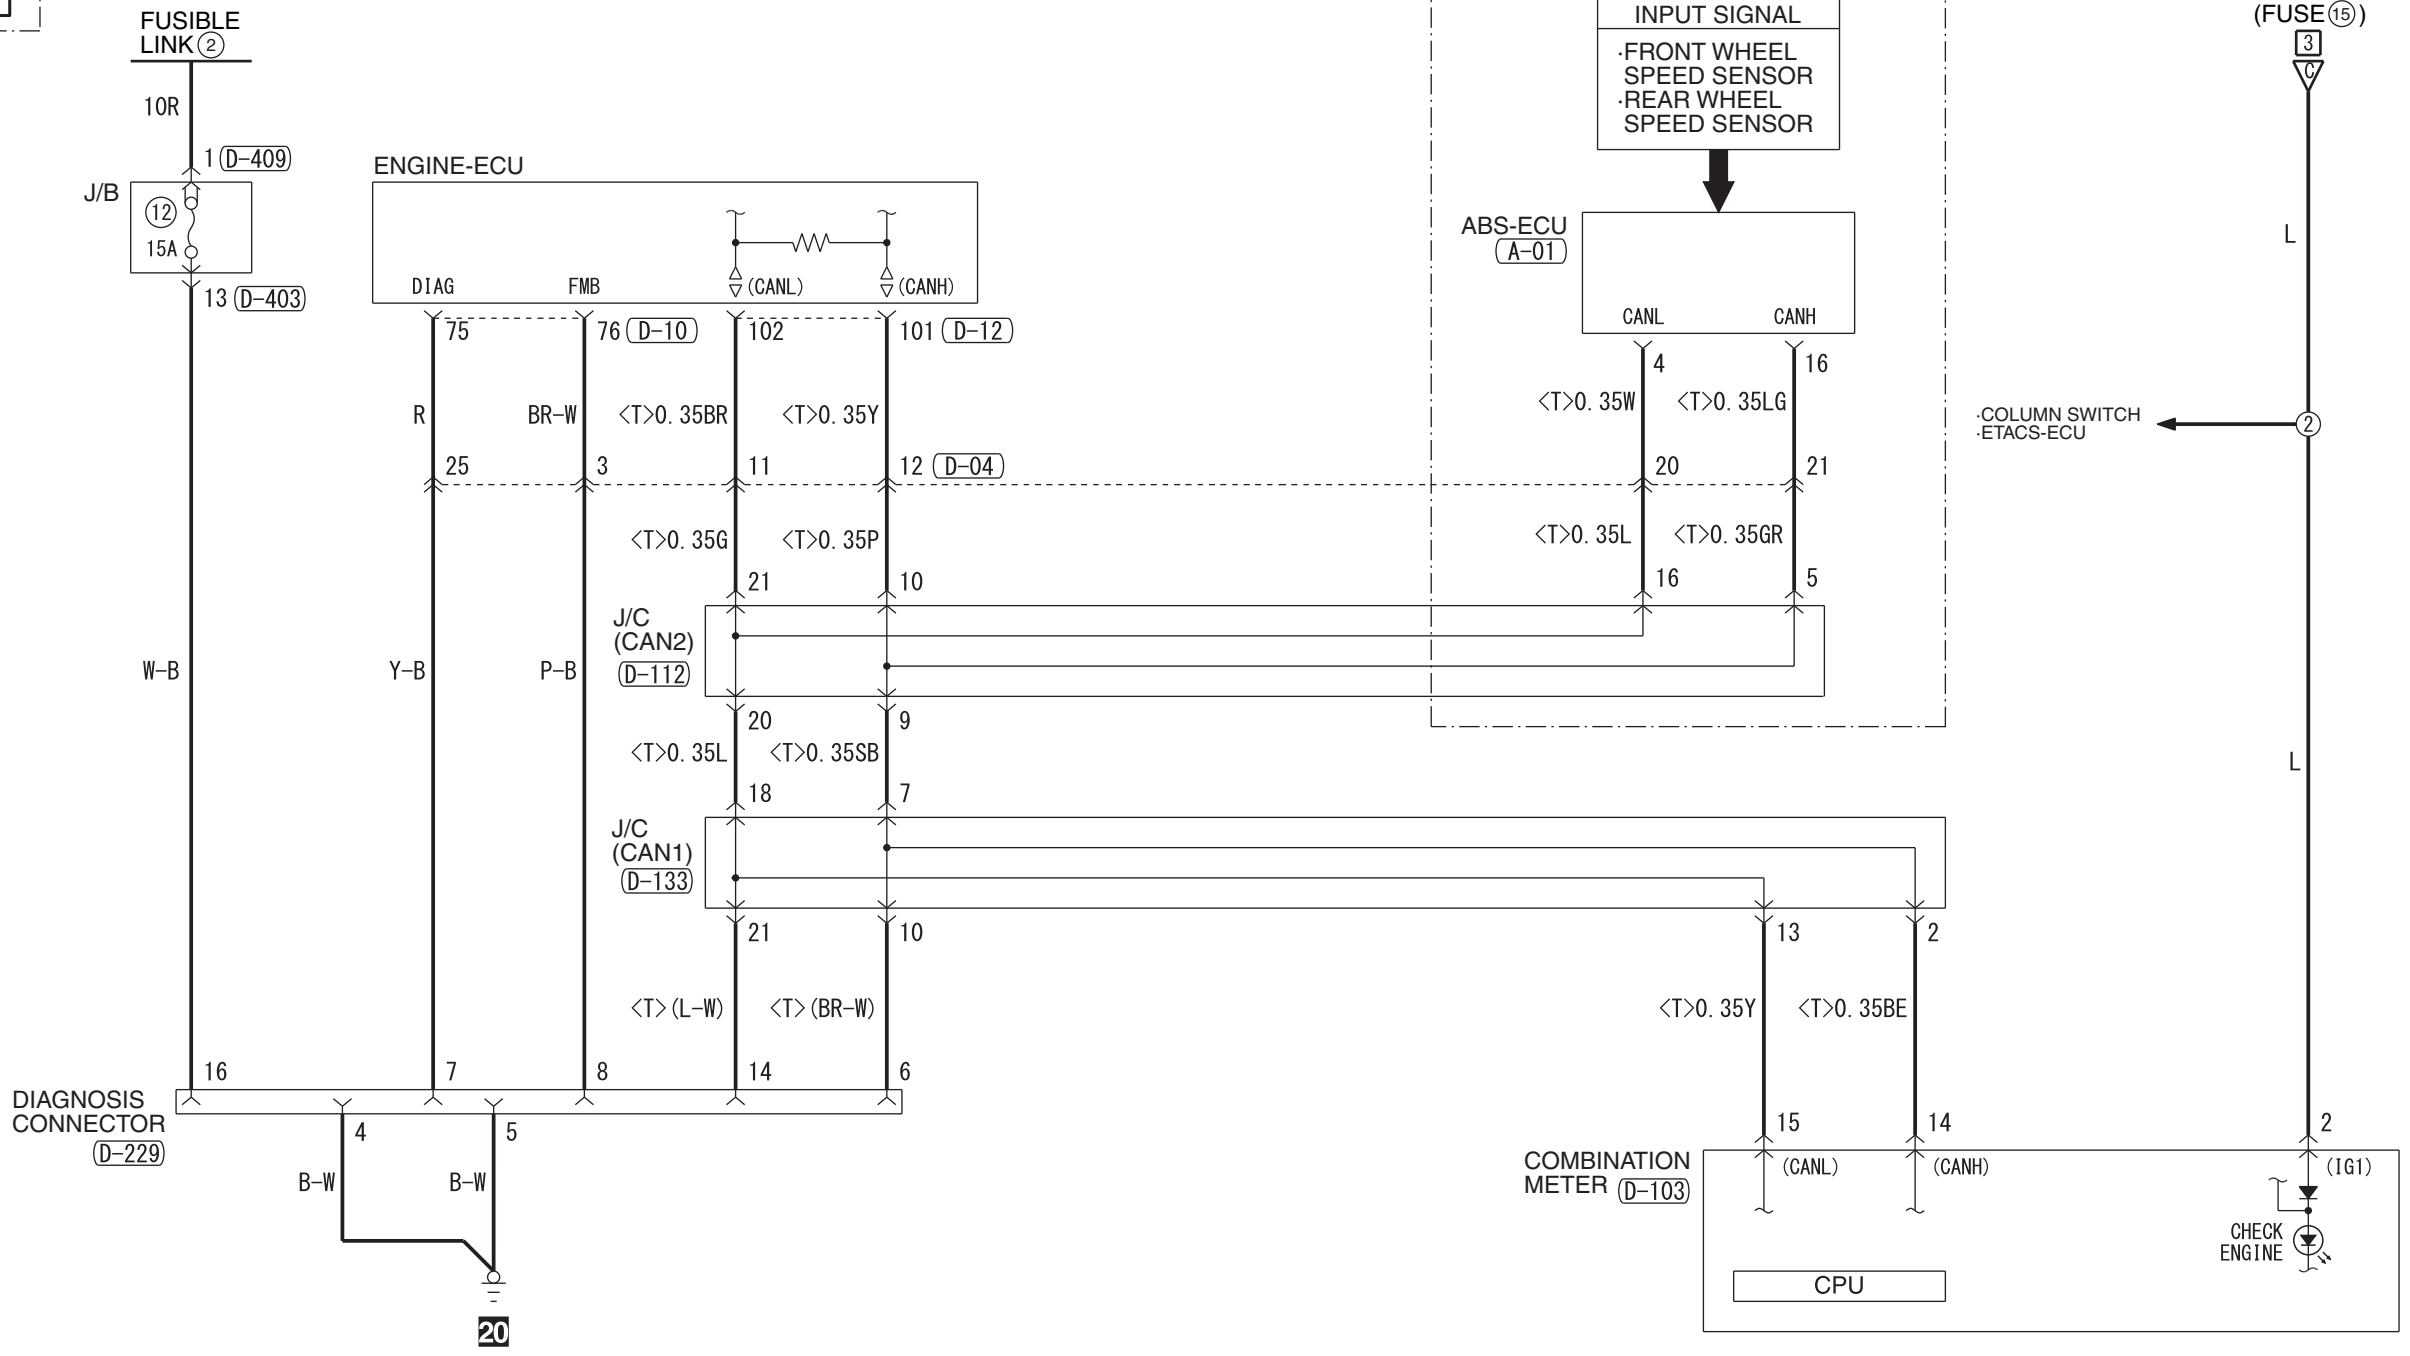 FUSIBLE
LINK 2
10R
1 D-409
J/B
12
15A
13 D-403
W-B
16
ENGINE-ECU
DIAG
FMB
(CANL)
(CANH)
75
76 D-10
102
101 D-12
R
BR-W
<T>0.35BR
<T>0.35Y
25
3
11
12 D-04
<T>0.35G
<T>0.35P
21
10
J/C
(CAN2)
D-112
Y-B
P-B
20
9
<T>0.35L
<T>0.35SB
18
7
J/C
(CAN1)
D-133
21
10
<T>(L-W)
<T>(BR-W)
7
8
14
6
DIAGNOSIS
CONNECTOR
D-229
4
5
B-W
B-W
20
INPUT SIGNAL
·FRONT WHEEL
SPEED SENSOR
·REAR WHEEL
SPEED SENSOR
ABS-ECU
A-01
CANL
CANH
4
16
<T>0.35W
<T>0.35LG
20
21
<T>0.35L
<T>0.35GR
16
5
13
2
<T>0.35Y
<T>0.35BE
15
14
COMBINATION
METER D-103
(CANL)
(CANH)
CPU
(FUSE 15)
3
C
L
·COLUMN SWITCH
·ETACS-ECU
2
L
2
(IG1)
CHECK
ENGINE